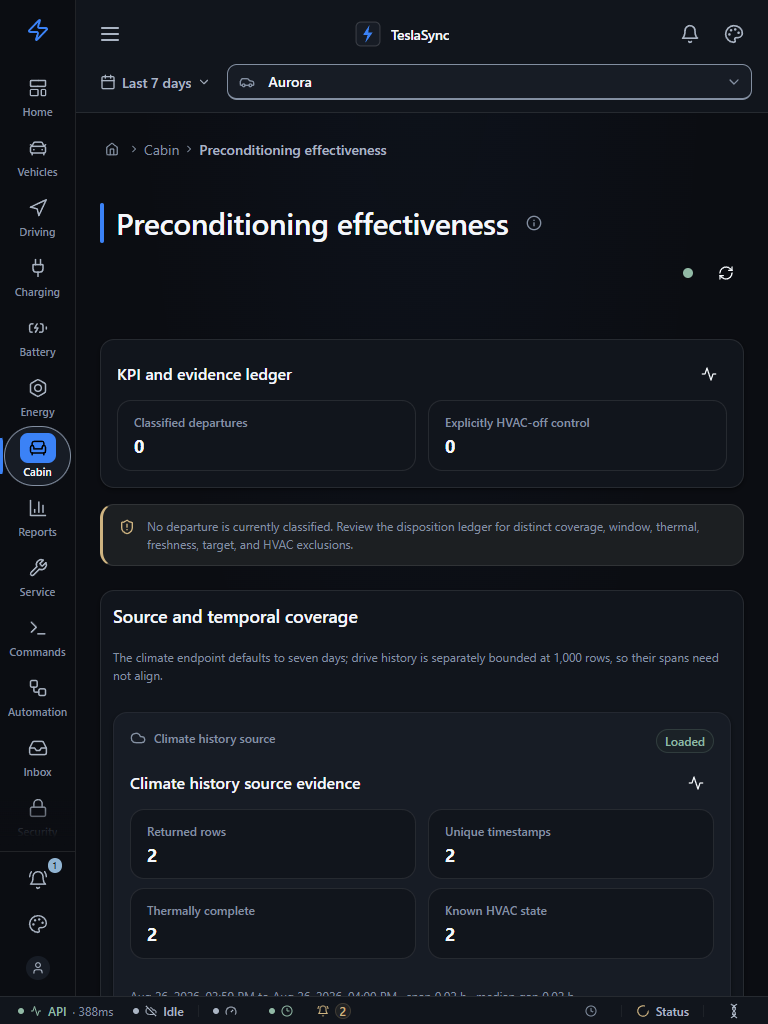 TeslaSync
Last 7 days
Aurora
Home
Vehicles
Driving
Charging
Battery
Energy
Cabin
Reports
Service
Commands
Automation
Inbox
Security
1
Cabin
Preconditioning effectiveness
Preconditioning effectiveness
KPI and evidence ledger
Classified departures
0
Explicitly HVAC-off control
0
No departure is currently classified. Review the disposition ledger for distinct coverage, window, thermal,
freshness, target, and HVAC exclusions.
Source and temporal coverage
The climate endpoint defaults to seven days; drive history is separately bounded at 1,000 rows, so their spans need
not align.
Climate history source
Loaded
Climate history source evidence
Returned rows
2
Unique timestamps
2
Thermally complete
2
Known HVAC state
2
API · 388ms
Idle
2
Status